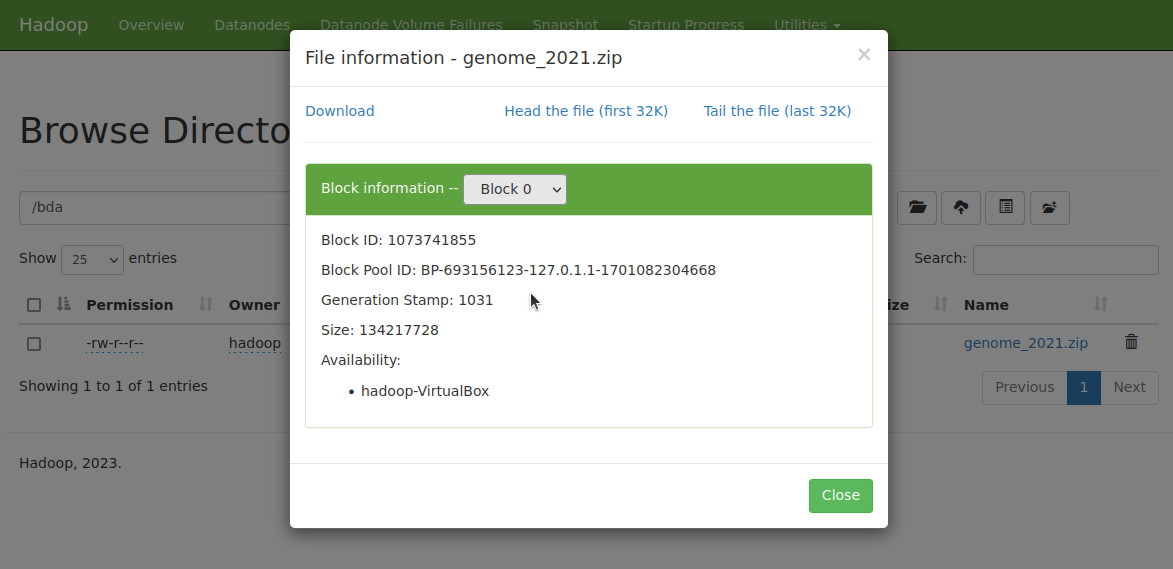 Hadoop Overview Datanodes Datanode Volume Failures Snapshot Startup Progress Utilities
File information - genome_2021.zip ×
Download Head the file (first 32K) Tail the file (last 32K)
Browse Directo
Block information -- Block 0
/bda
Block ID: 1073741855
Show 25 entries Search:
Block Pool ID: BP-693156123-127.0.1.1-1701082304668
Generation Stamp: 1031
Permission Owner ize Name
Size: 134217728
-rw-r--r-- hadoop genome_2021.zip
Availability:
Showing 1 to 1 of 1 entries Previous 1 Next
• hadoop-VirtualBox
Hadoop, 2023.
Close